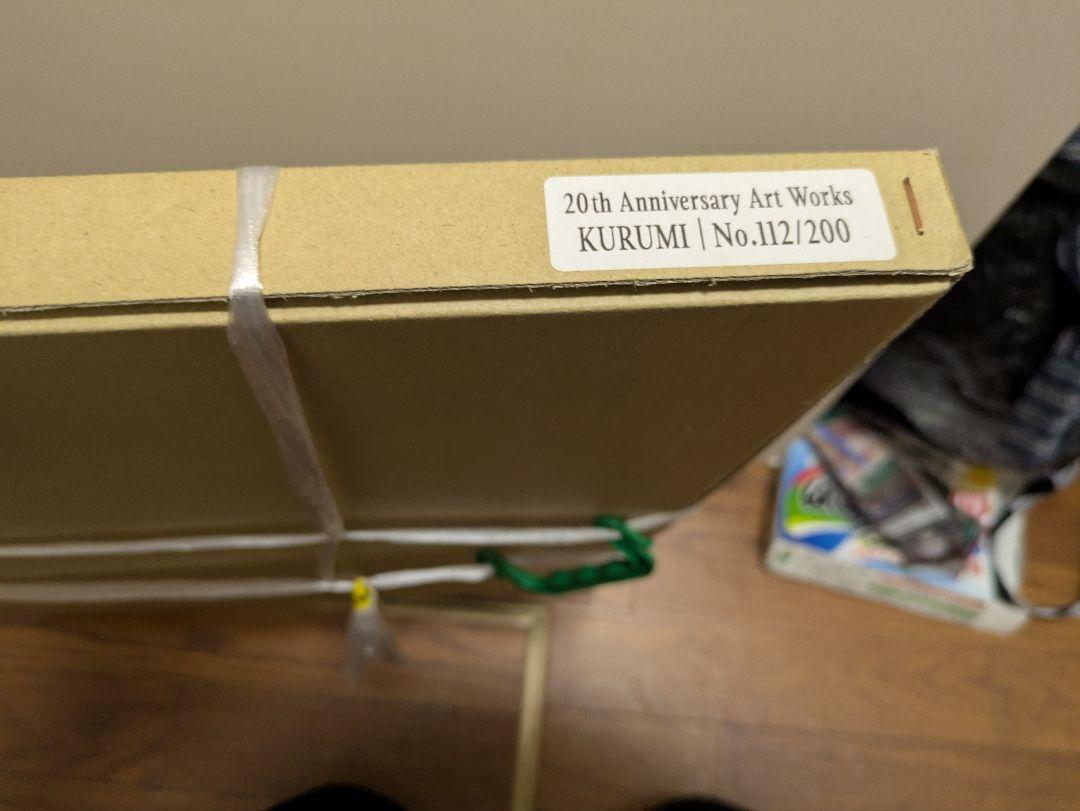 20th Anniversary Art Works
KURUMI | No.112/200